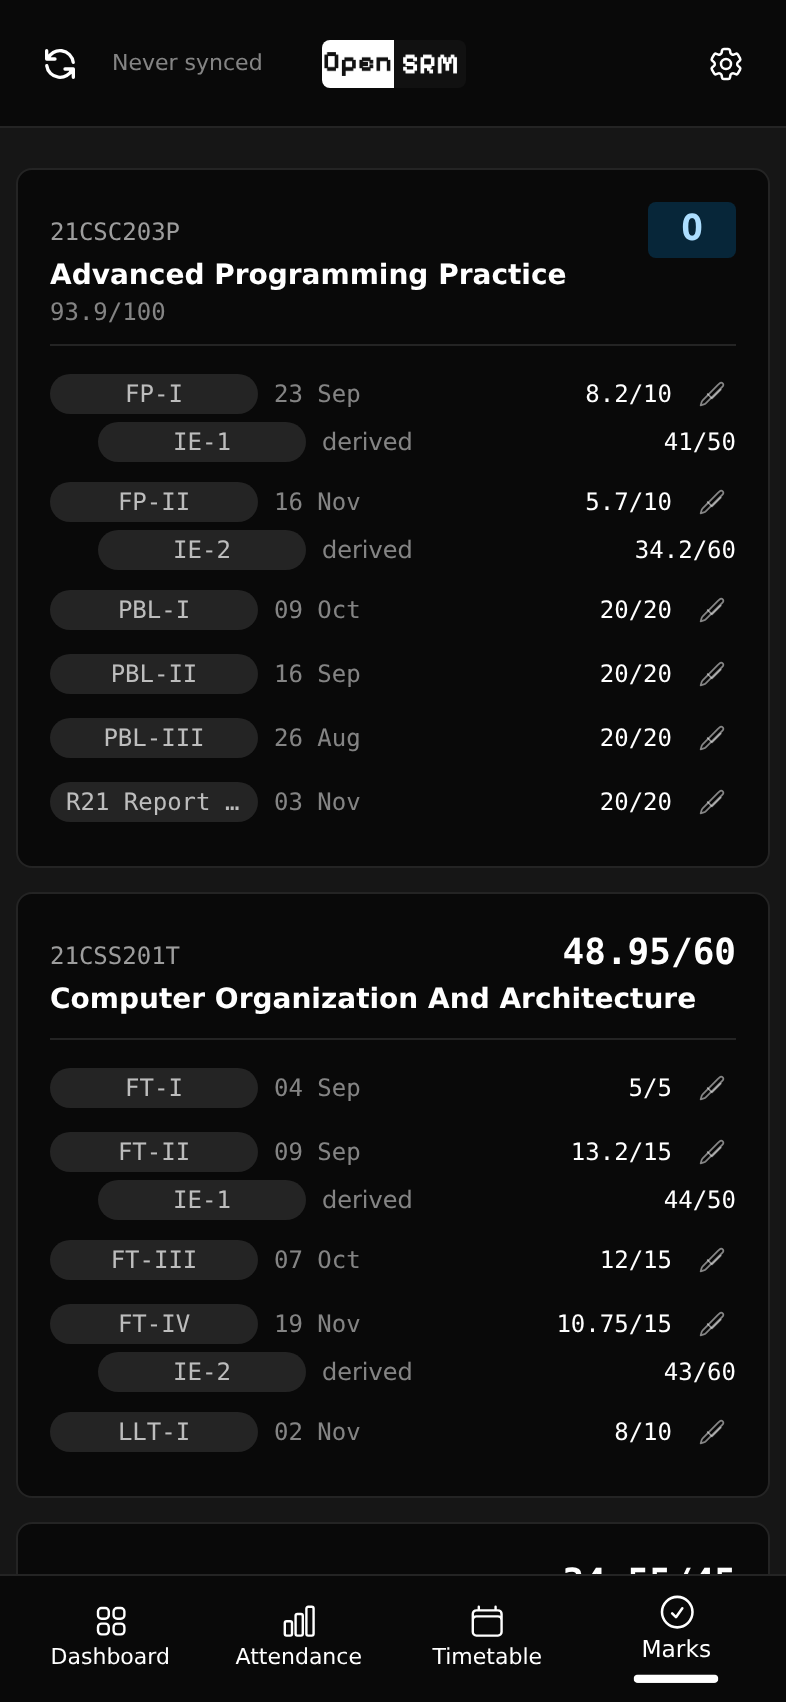 Never synced Open SRM
21CSC203P O
Advanced Programming Practice
93.9/100
FP-I 23 Sep 8.2/10
IE-1 derived 41/50
FP-II 16 Nov 5.7/10
IE-2 derived 34.2/60
PBL-I 09 Oct 20/20
PBL-II 16 Sep 20/20
PBL-III 26 Aug 20/20
R21 Report … 03 Nov 20/20
21CSS201T 48.95/60
Computer Organization And Architecture
FT-I 04 Sep 5/5
FT-II 09 Sep 13.2/15
IE-1 derived 44/50
FT-III 07 Oct 12/15
FT-IV 19 Nov 10.75/15
IE-2 derived 43/60
LLT-I 02 Nov 8/10
Dashboard Attendance Timetable Marks